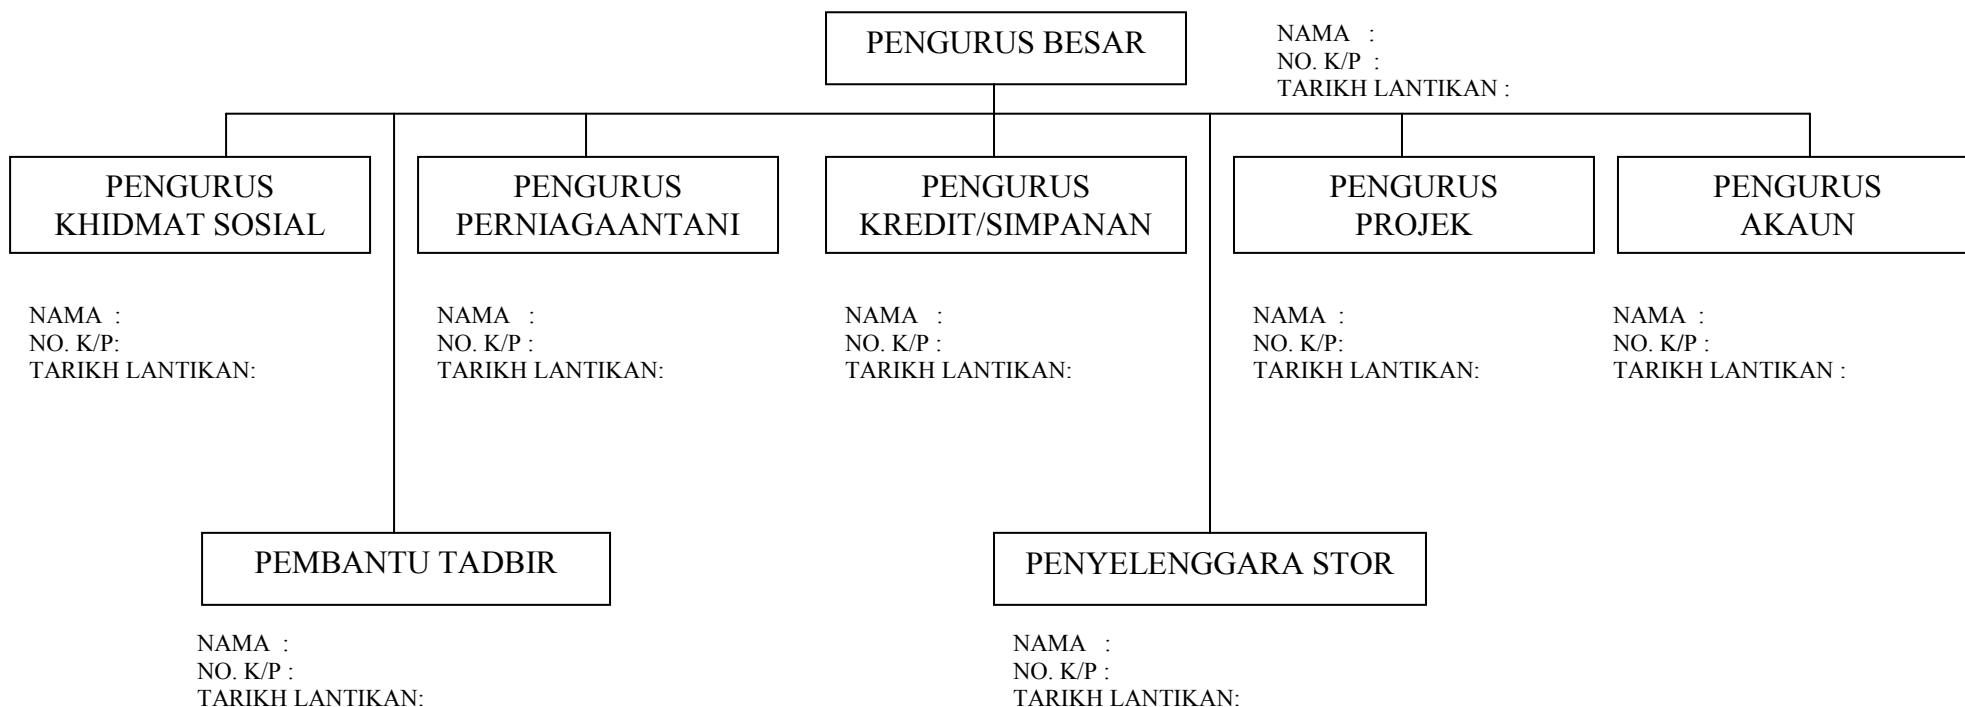 PENGURUS BESAR
NAMA :
NO. K/P :
TARIKH LANTIKAN :
PENGURUS
KHIDMAT SOSIAL
PENGURUS
PERNIAGAANTANI
PENGURUS
KREDIT/SIMPANAN
PENGURUS
PROJEK
PENGURUS
AKAUN
NAMA :
NO. K/P:
TARIKH LANTIKAN:
NAMA :
NO. K/P :
TARIKH LANTIKAN:
NAMA :
NO. K/P :
TARIKH LANTIKAN:
NAMA :
NO. K/P:
TARIKH LANTIKAN:
NAMA :
NO. K/P :
TARIKH LANTIKAN :
PEMBANTU TADBIR
PENYELENGGARA STOR
NAMA :
NO. K/P :
TARIKH LANTIKAN:
NAMA :
NO. K/P :
TARIKH LANTIKAN: